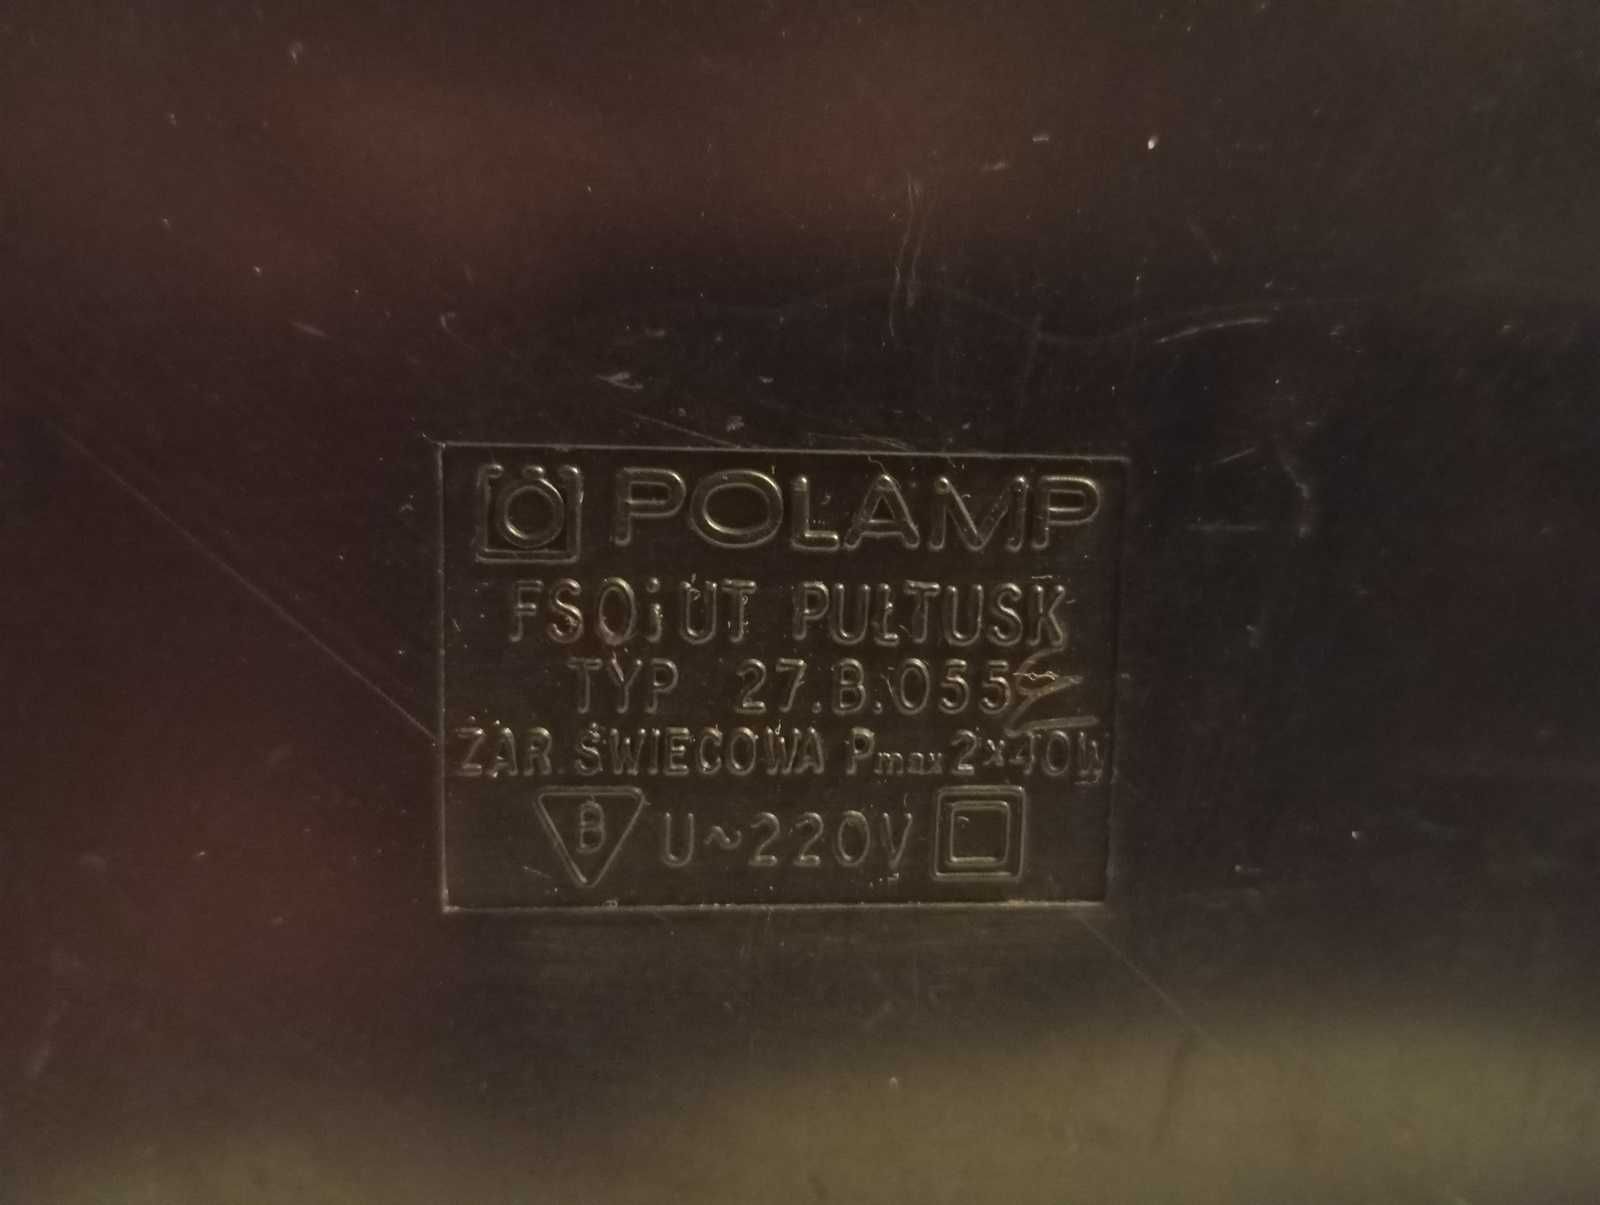 POLAMP
FSOiUT PUŁTUSK
TYP 27.B.055
ŻAR. ŚWIECOWA Pmax 2×40W
B U~220V